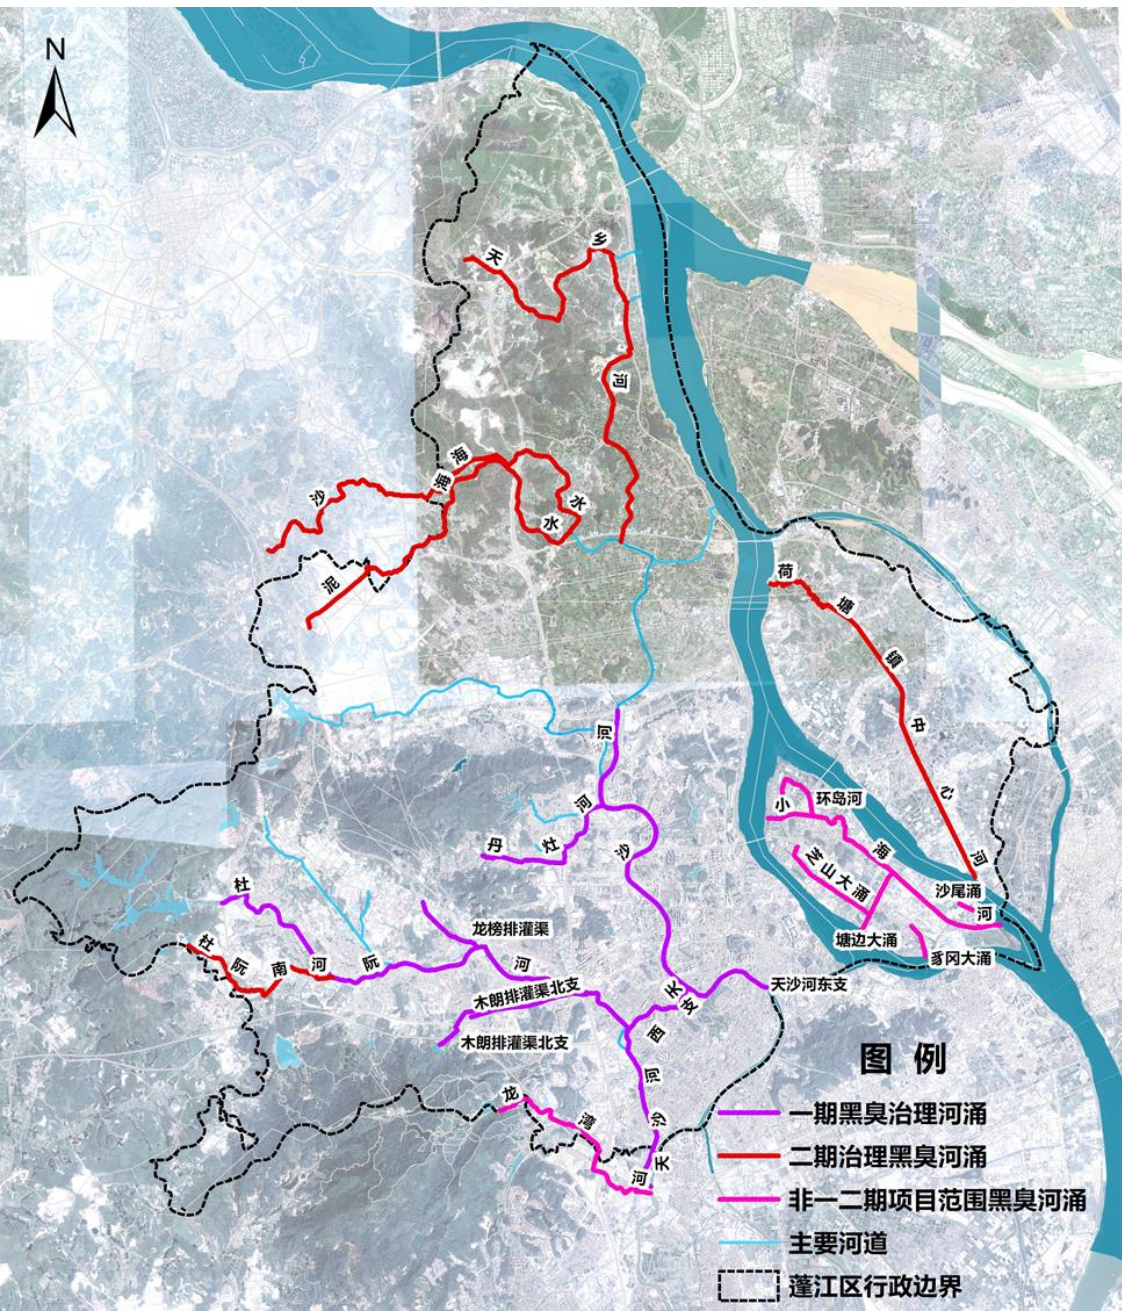 N
天乡河
沙海水
泥海水
荷塘镇中心河
河
丹灶河
沙
小海河
环岛河
芝山大涌
沙尾涌
塘边大涌
豸冈大涌
杜阮河
杜阮南河
龙榜排灌渠
木朗排灌渠北支
木朗排灌渠北支
天
天沙河东支
天沙河西支
龙湾河
图例
一期黑臭治理河涌
二期治理黑臭河涌
非一二期项目范围黑臭河涌
主要河道
蓬江区行政边界